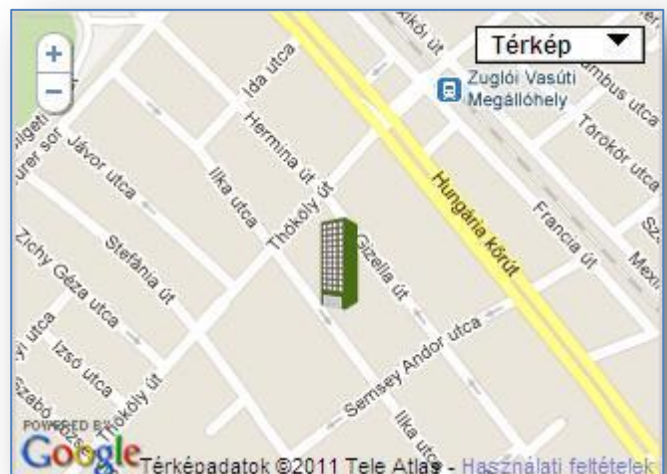 +
−
Térkép
Zuglói Vasúti
Megállóhely
Ida utca
Hermina út
Törökőr utca
Jávor utca
Ilka utca
Thököly út
Hungária körút
Francia út
Stefánia út
Gizella út
Zichy Géza utca
Semsey Andor utca
Izsó utca
Thököly út
Ilka utca
POWERED BY
Google
Térképadatok ©2011 Tele Atlas - Használati feltételek